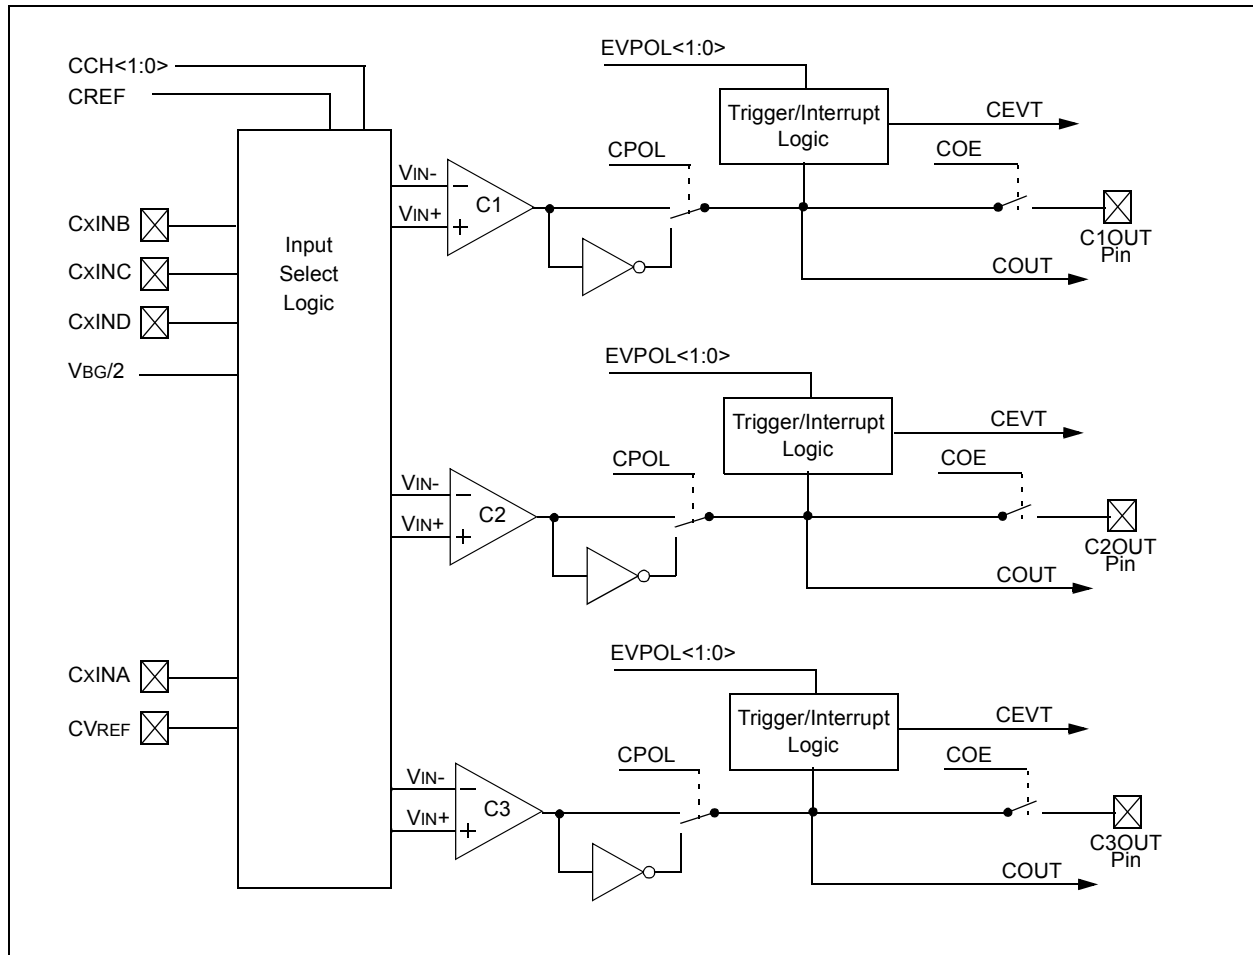 CCH<1:0>
CREF
CxINB
CxINC
CxIND
VBG/2
CxINA
CVREF
Input
Select
Logic
EVPOL<1:0>
Trigger/Interrupt
Logic
CEVT
CPOL
COE
VIN-
VIN+
C1
C1OUT
Pin
COUT
EVPOL<1:0>
Trigger/Interrupt
Logic
CEVT
CPOL
COE
VIN-
VIN+
C2
C2OUT
Pin
COUT
EVPOL<1:0>
Trigger/Interrupt
Logic
CEVT
CPOL
COE
VIN-
VIN+
C3
C3OUT
Pin
COUT